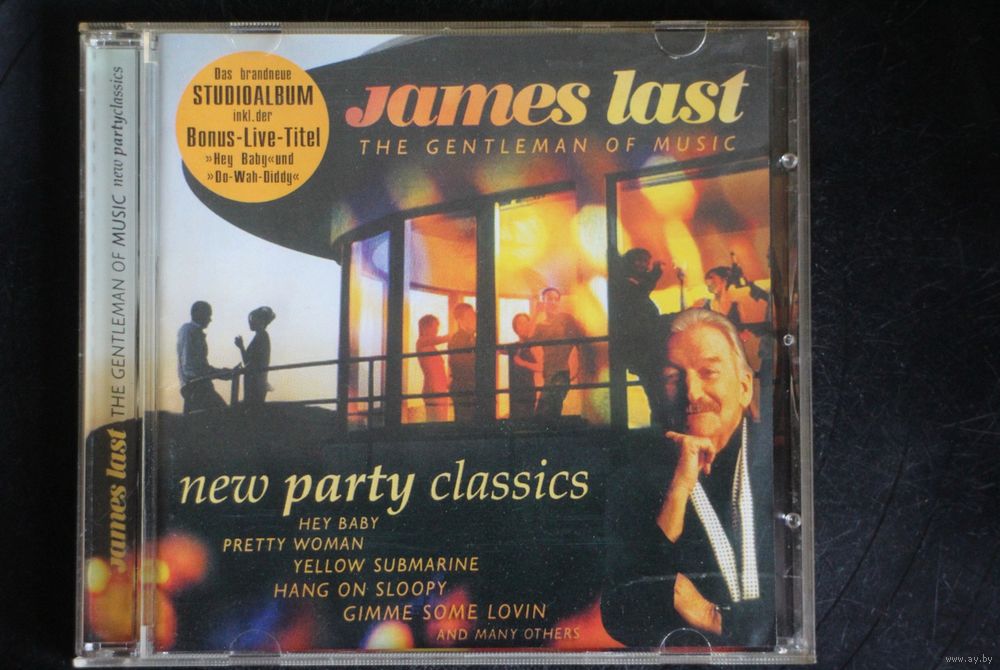 Das brandneue
STUDIOALBUM
inkl. der
Bonus-Live-Titel
»Hey Baby« und
»Do-Wah-Diddy«
James last
THE GENTLEMAN OF MUSIC
james last THE GENTLEMAN OF MUSIC new partyclassics
new party classics
HEY BABY
PRETTY WOMAN
YELLOW SUBMARINE
HANG ON SLOOPY
GIMME SOME LOVIN
AND MANY OTHERS
www.ay.by